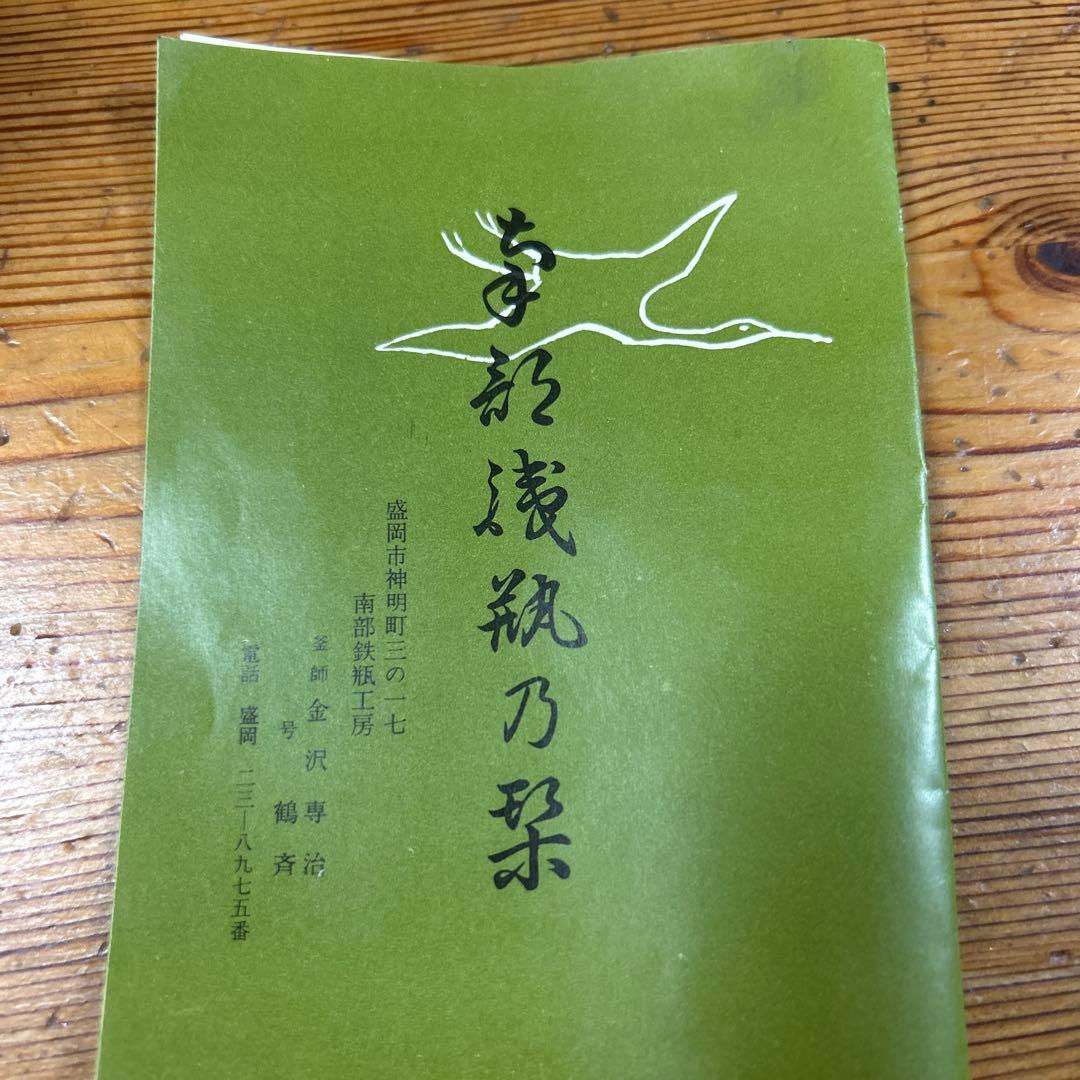 南部鉄瓶乃栞
盛岡市神明町三の一七
南部鉄瓶工房
釜師 金沢専治
号 鶴斉
電話 盛岡 二三―八九七五番